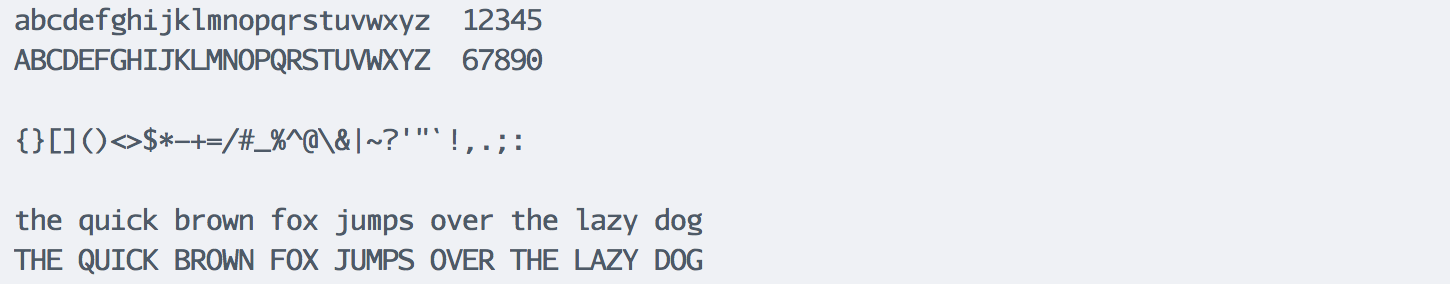 abcdefghijklmnopqrstuvwxyz  12345
ABCDEFGHIJKLMNOPQRSTUVWXYZ  67890
{}[]()<>$*-+=/#_%^@\&|~?'"`!,.;:
the quick brown fox jumps over the lazy dog
THE QUICK BROWN FOX JUMPS OVER THE LAZY DOG